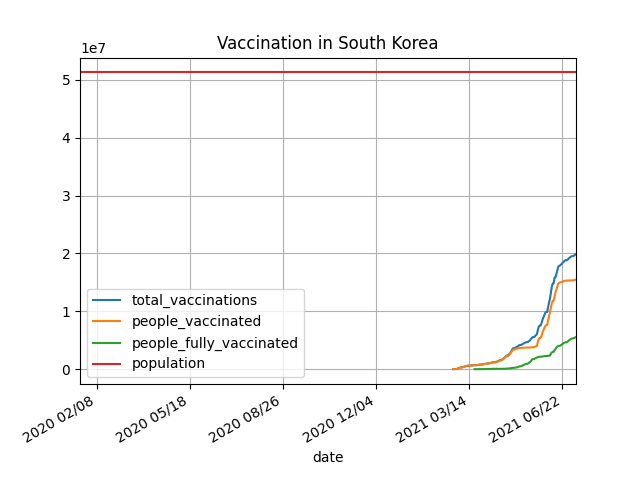 Vaccination in South Korea
1e7
5
4
3
2
1
0
total_vaccinations
people_vaccinated
people_fully_vaccinated
population
2020 02/08
2020 05/18
2020 08/26
2020 12/04
2021 03/14
2021 06/22
date